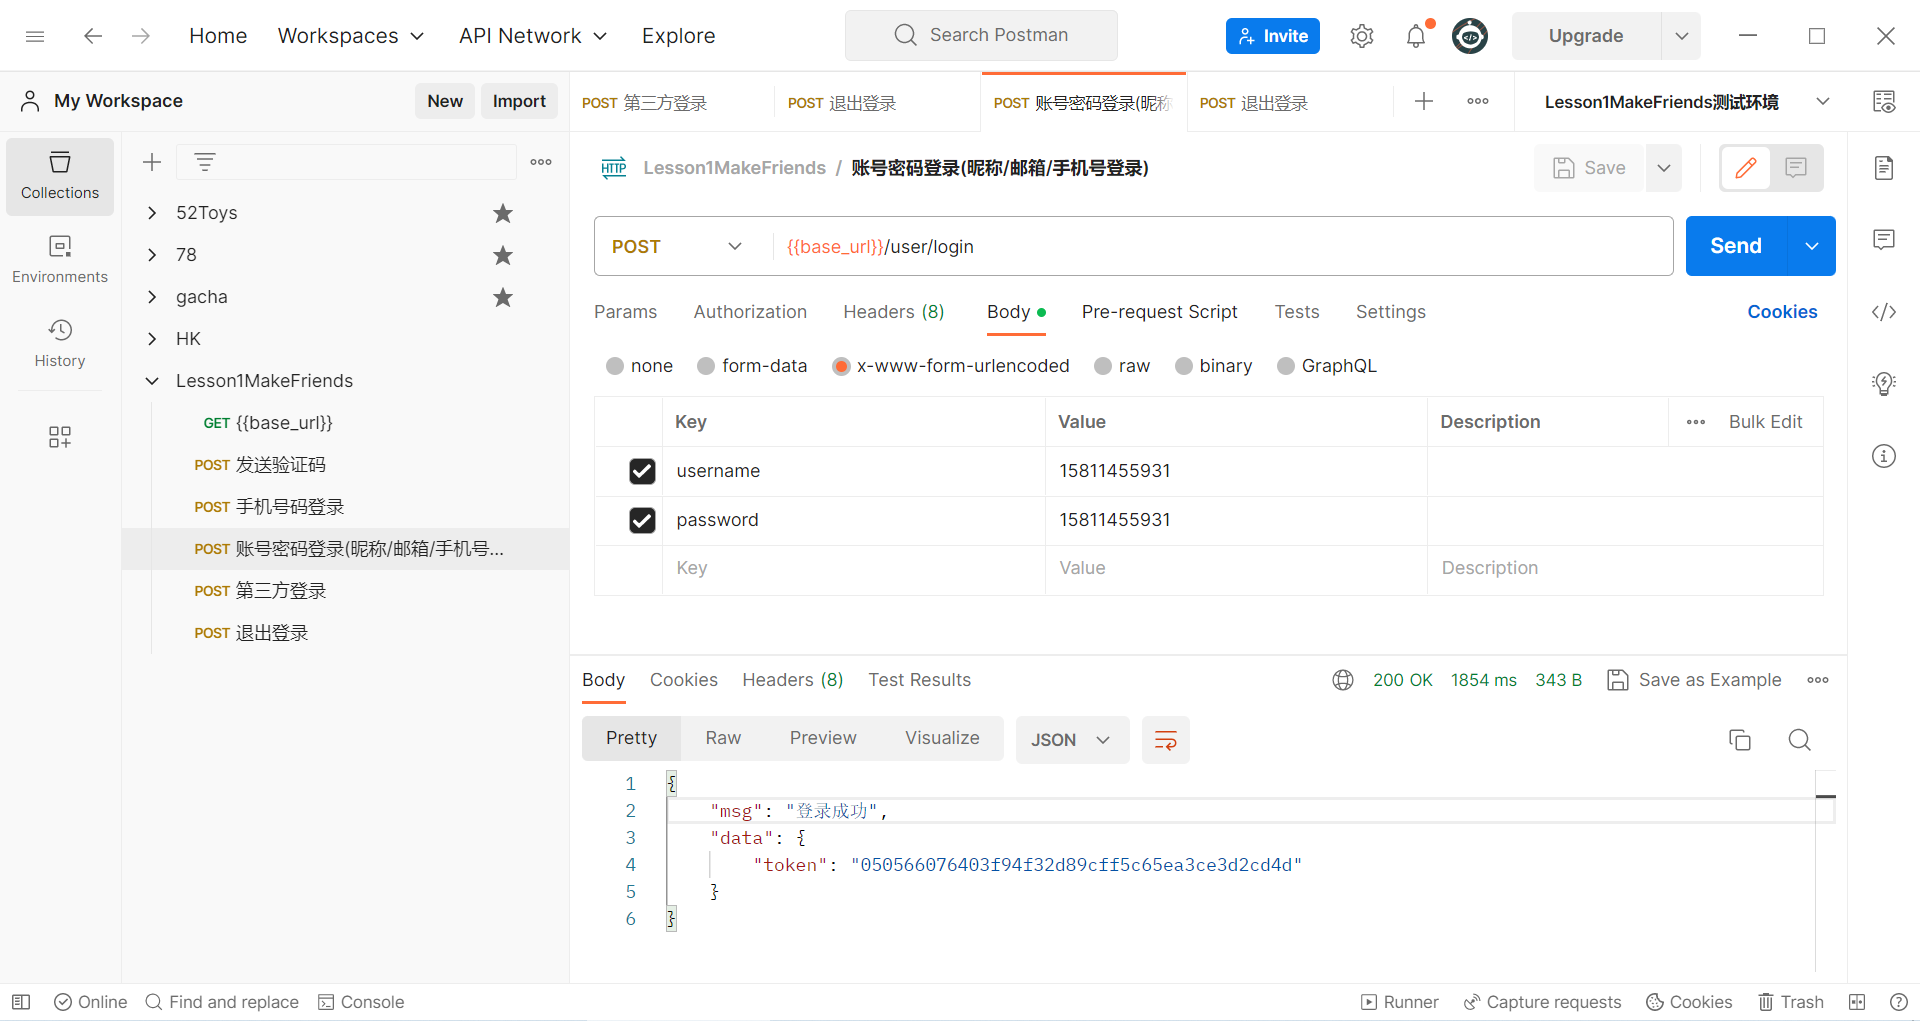 Home Workspaces API Network Explore Search Postman Invite Upgrade
My Workspace New Import
POST 第三方登录 POST 退出登录 POST 账号密码登录(昵称 POST 退出登录 Lesson1MakeFriends测试环境
Collections
Environments
History
52Toys
78
gacha
HK
Lesson1MakeFriends
GET {{base_url}}
POST 发送验证码
POST 手机号码登录
POST 账号密码登录(昵称/邮箱/手机号...
POST 第三方登录
POST 退出登录
HTTP Lesson1MakeFriends / 账号密码登录(昵称/邮箱/手机号登录) Save
POST {{base_url}}/user/login Send
Params Authorization Headers (8) Body Pre-request Script Tests Settings Cookies
none form-data x-www-form-urlencoded raw binary GraphQL
Key Value Description Bulk Edit
username 15811455931
password 15811455931
Key Value Description
Body Cookies Headers (8) Test Results 200 OK 1854 ms 343 B Save as Example
Pretty Raw Preview Visualize JSON
1 {
2 "msg": "登录成功",
3 "data": {
4 "token": "050566076403f94f32d89cff5c65ea3ce3d2cd4d"
5 }
6 }
Online Find and replace Console Runner Capture requests Cookies Trash